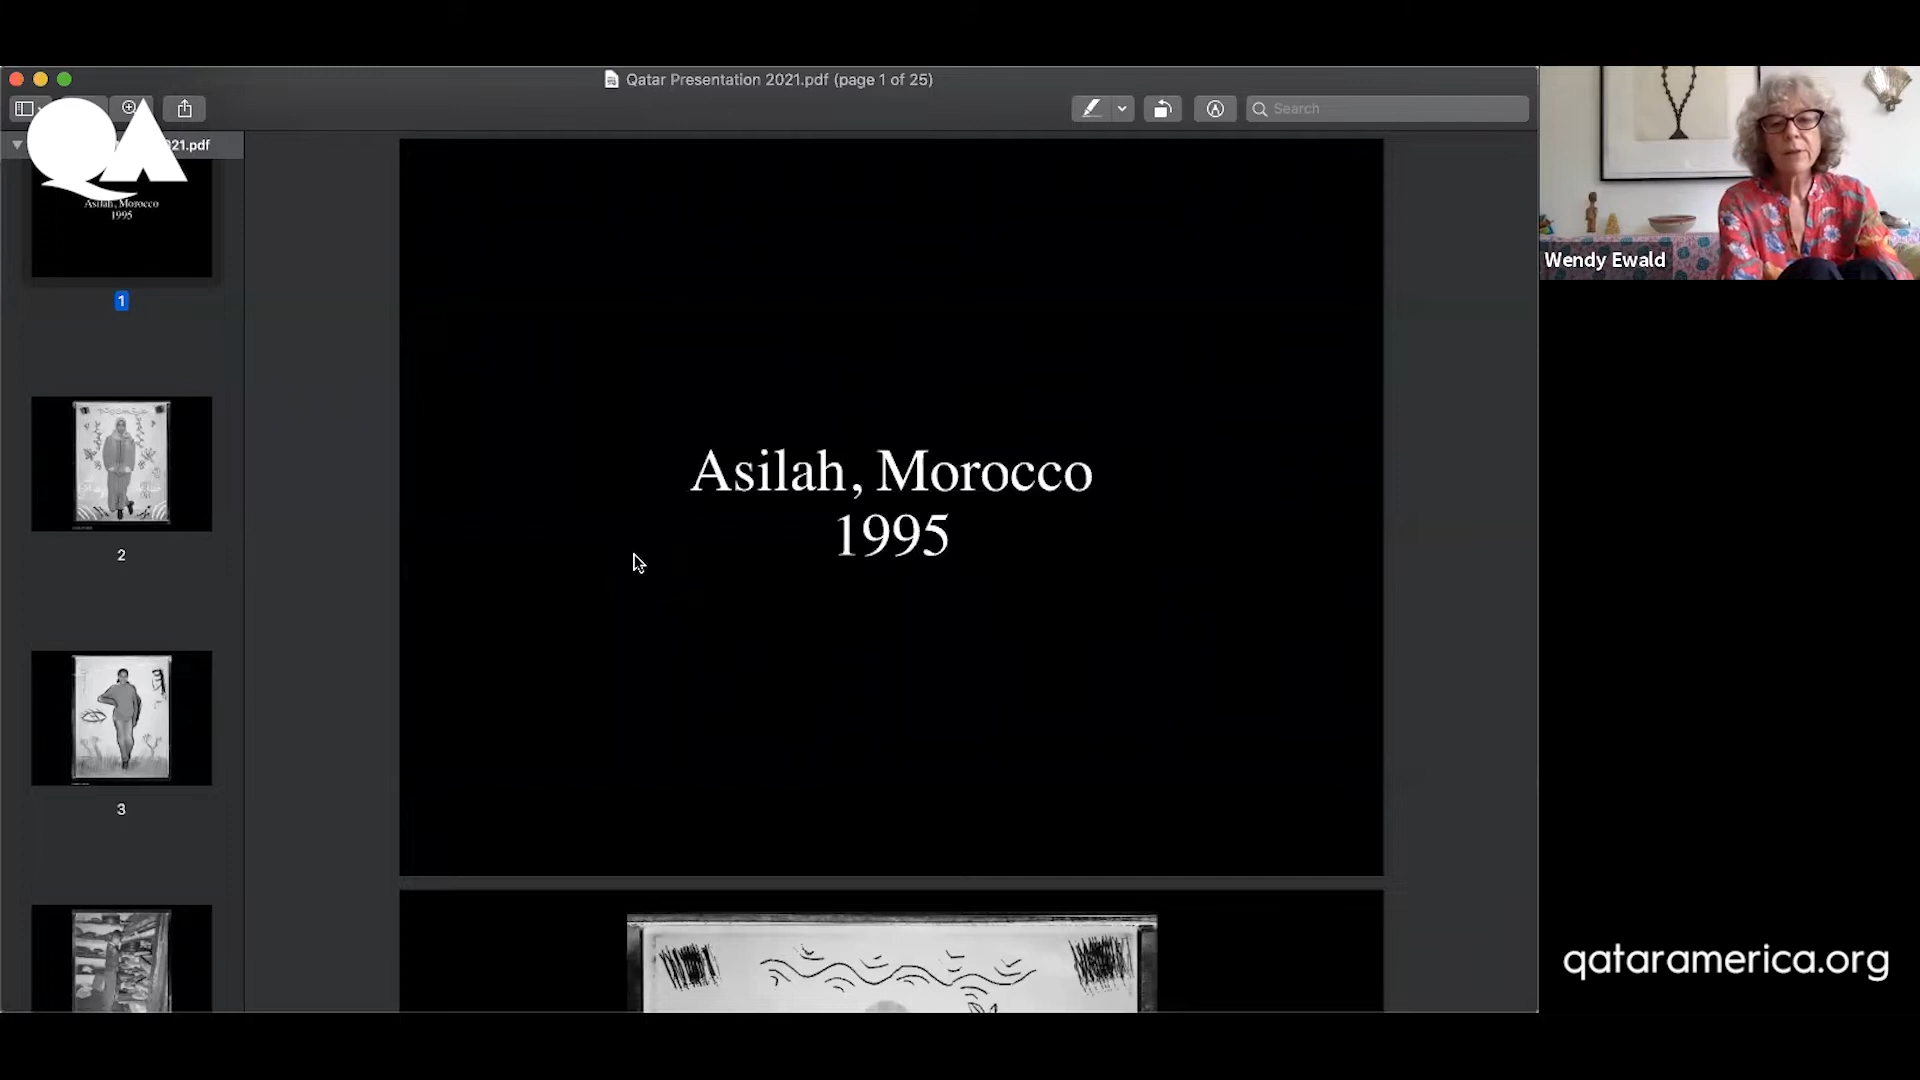 Qatar Presentation 2021.pdf (page 1 of 25)
Search
QA
21.pdf
Asilah, Morocco
1995
1
2
3
Asilah, Morocco
1995
Wendy Ewald
qataramerica.org